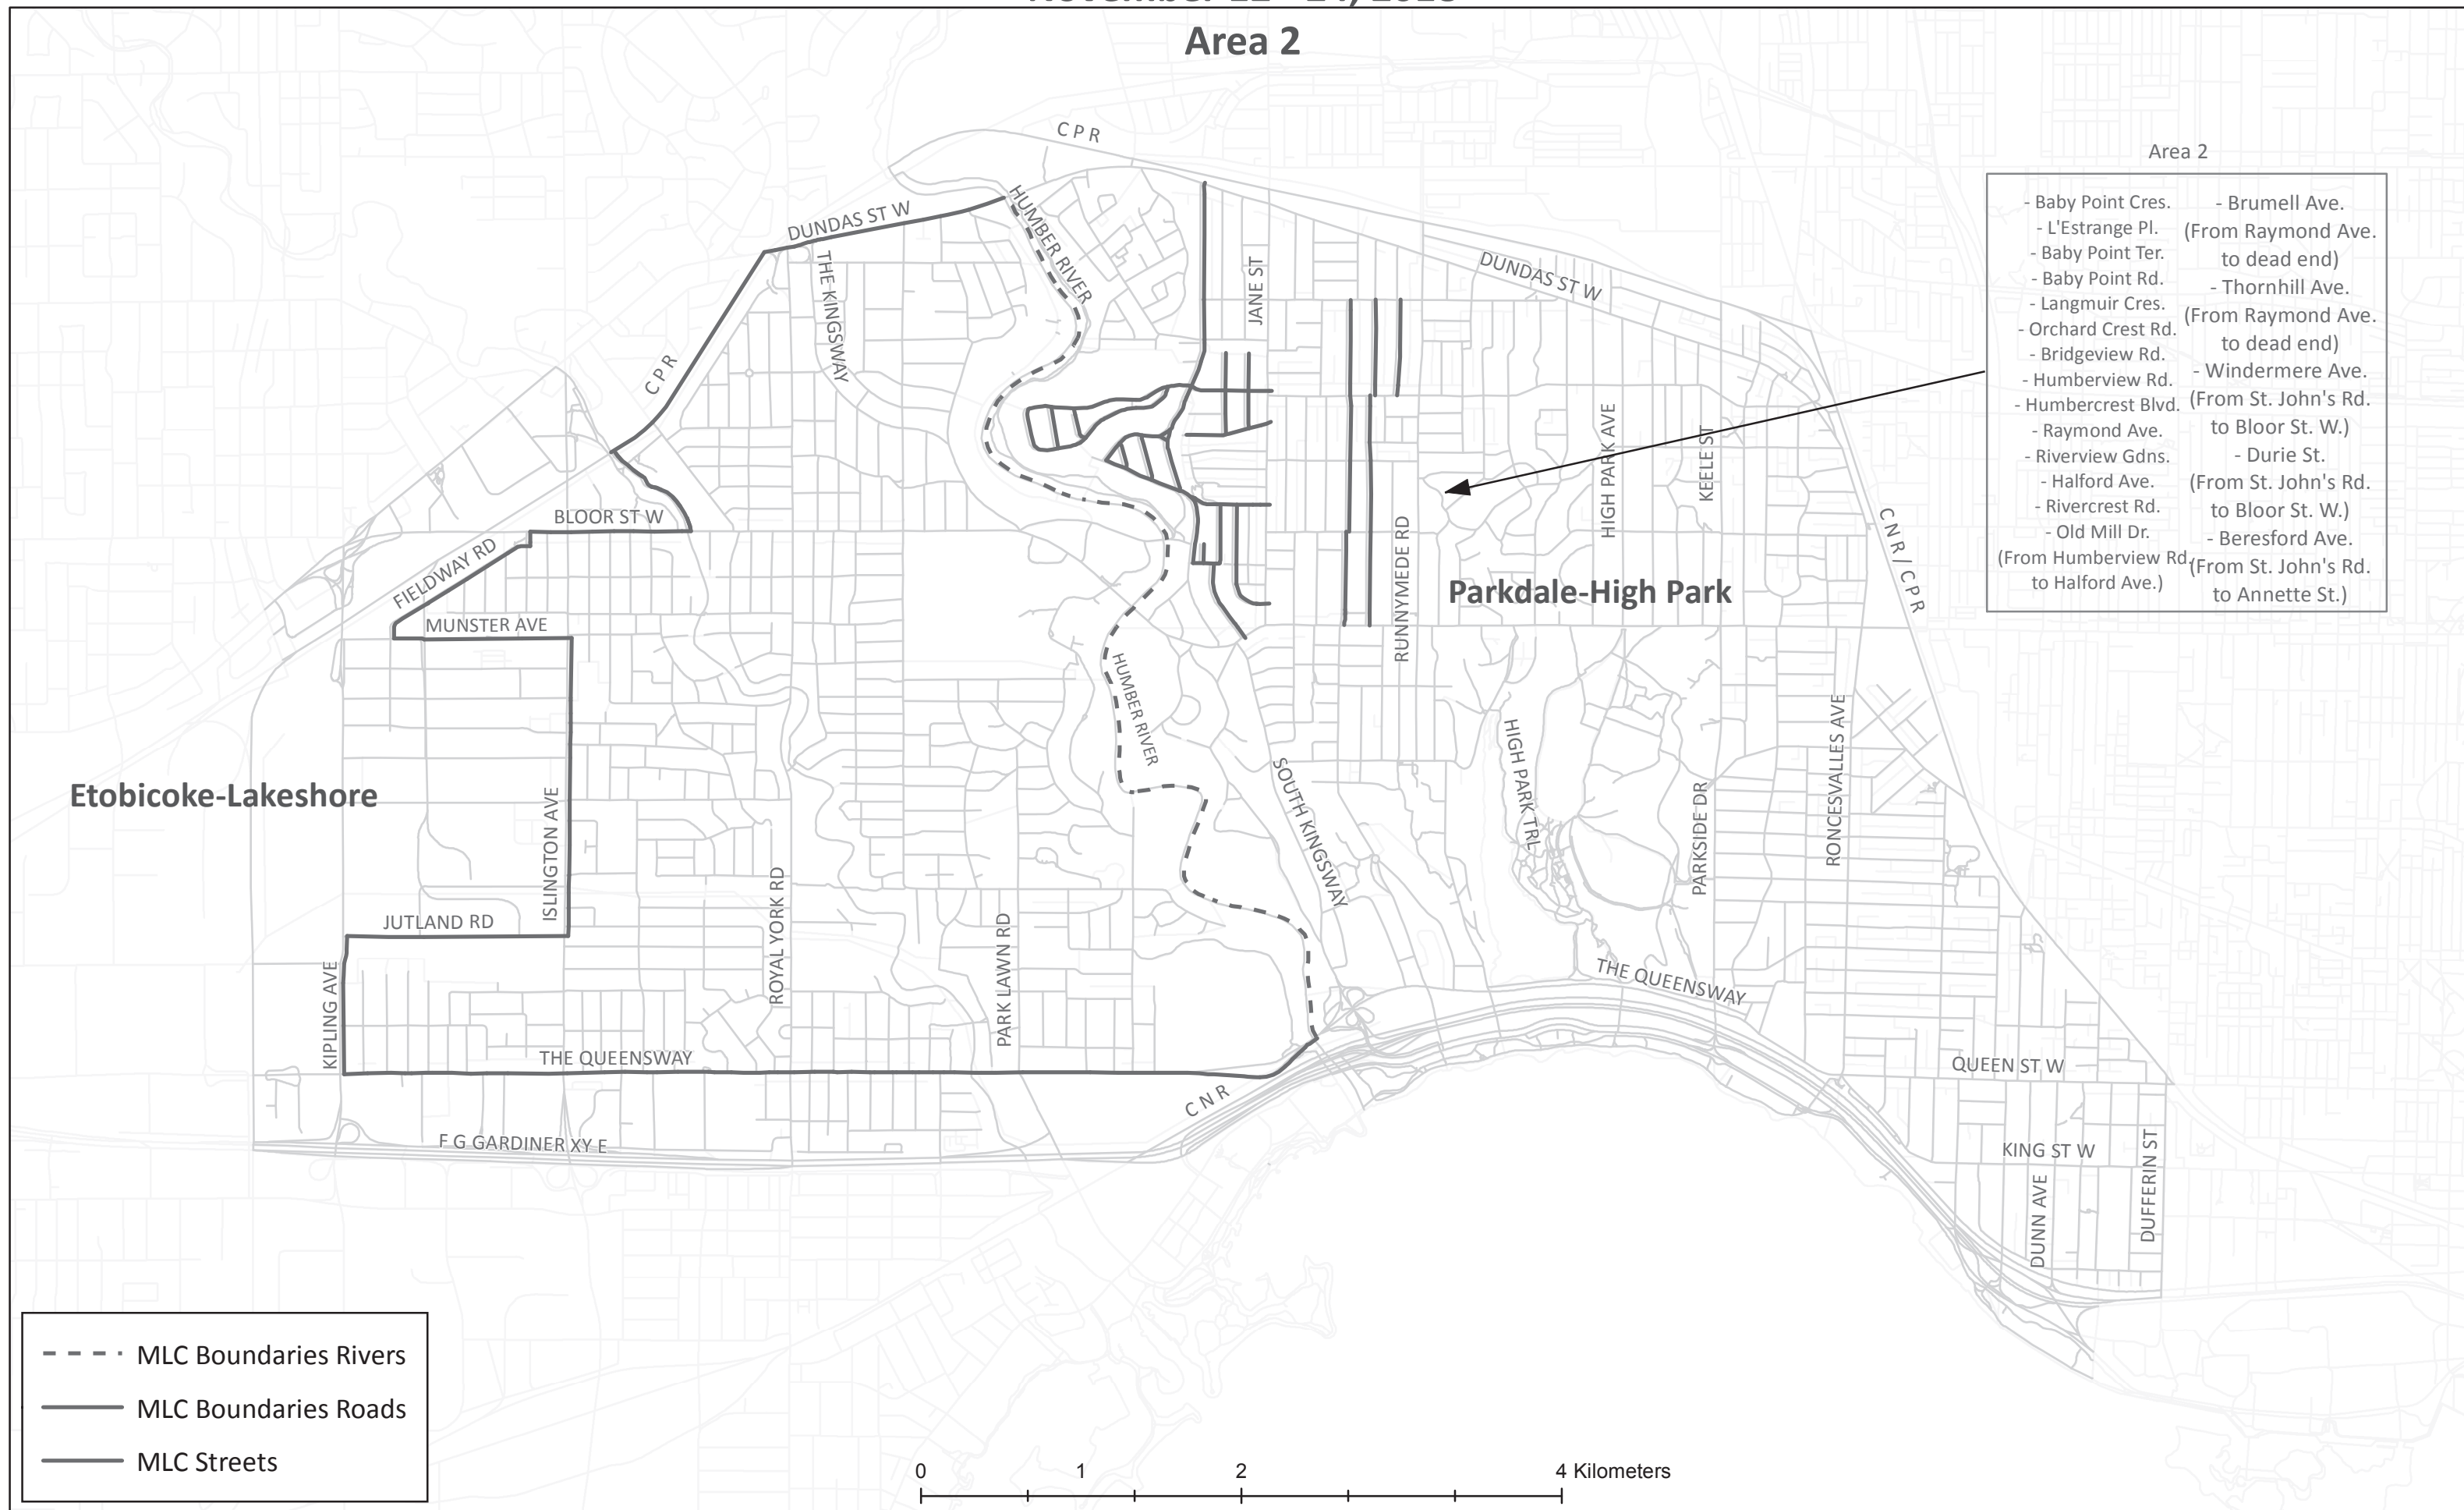 Area 2
C P R
DUNDAS ST W
HUMBER RIVER
THE KINGSWAY
JANE ST
DUNDAS ST W
C P R
BLOOR ST W
FIELDWAY RD
MUNSTER AVE
HIGH PARK AVE
KEELE ST
RUNNYMEDE RD
C N R / C P R
Parkdale-High Park
HUMBER RIVER
Etobicoke-Lakeshore
ISLINGTON AVE
SOUTH KINGSWAY
HIGH PARK TRL
PARKSIDE DR
RONCESVALLES AVE
JUTLAND RD
KIPLING AVE
ROYAL YORK RD
PARK LAWN RD
THE QUEENSWAY
THE QUEENSWAY
C N R
F G GARDINER XY E
QUEEN ST W
KING ST W
DUNN AVE
DUFFERIN ST
Area 2
- Baby Point Cres.
- L'Estrange Pl.
- Baby Point Ter.
- Baby Point Rd.
- Langmuir Cres.
- Orchard Crest Rd.
- Bridgeview Rd.
- Humberview Rd.
- Humbercrest Blvd.
- Raymond Ave.
- Riverview Gdns.
- Halford Ave.
- Rivercrest Rd.
- Old Mill Dr.
(From Humberview Rd.
to Halford Ave.)
- Brumell Ave.
(From Raymond Ave.
to dead end)
- Thornhill Ave.
(From Raymond Ave.
to dead end)
- Windermere Ave.
(From St. John's Rd.
to Bloor St. W.)
- Durie St.
(From St. John's Rd.
to Bloor St. W.)
- Beresford Ave.
(From St. John's Rd.
to Annette St.)
MLC Boundaries Rivers
MLC Boundaries Roads
MLC Streets
0 1 2 4 Kilometers